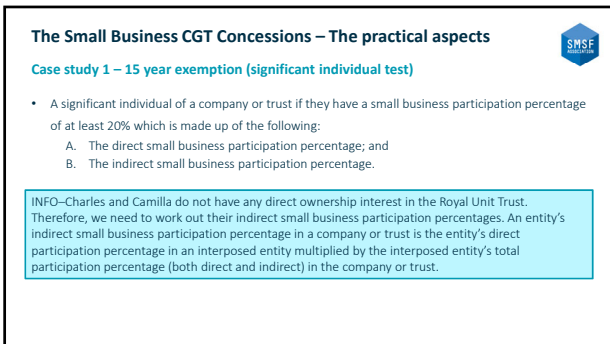 The Small Business CGT Concessions – The practical aspects
SMSF
ASSOCIATION
Case study 1 – 15 year exemption (significant individual test)
• A significant individual of a company or trust if they have a small business participation percentage
of at least 20% which is made up of the following:
A. The direct small business participation percentage; and
B. The indirect small business participation percentage.
INFO–Charles and Camilla do not have any direct ownership interest in the Royal Unit Trust.
Therefore, we need to work out their indirect small business participation percentages. An entity’s
indirect small business participation percentage in a company or trust is the entity’s direct
participation percentage in an interposed entity multiplied by the interposed entity’s total
participation percentage (both direct and indirect) in the company or trust.